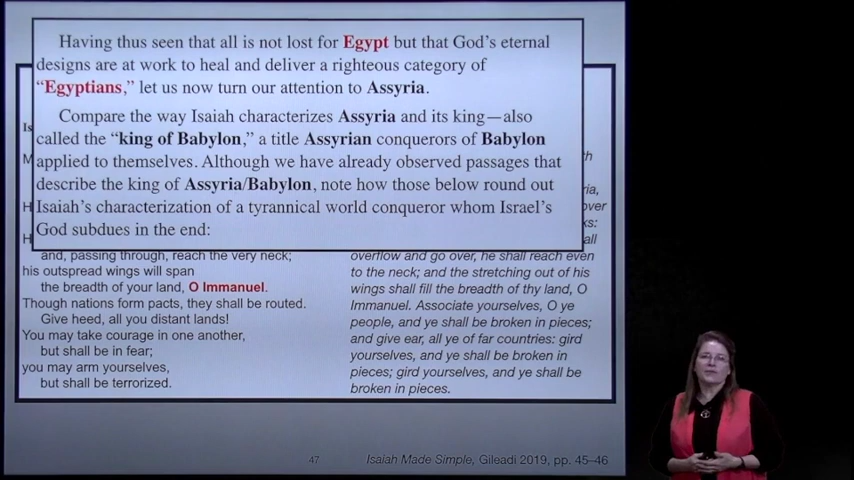 Having thus seen that all is not lost for Egypt but that God's eternal
designs are at work to heal and deliver a righteous category of
"Egyptians," let us now turn our attention to Assyria.
Compare the way Isaiah characterizes Assyria and its king—also
called the "king of Babylon," a title Assyrian conquerors of Babylon
applied to themselves. Although we have already observed passages that
describe the king of Assyria/Babylon, note how those below round out
Isaiah's characterization of a tyrannical world conqueror whom Israel's
God subdues in the end:
and, passing through, reach the very neck;
his outspread wings will span
the breadth of your land, O Immanuel.
Though nations form pacts, they shall be routed.
Give heed, all you distant lands!
You may take courage in one another,
but shall be in fear;
you may arm yourselves,
but shall be terrorized.
over
all
overflow and go over, he shall reach even
to the neck; and the stretching out of his
wings shall fill the breadth of thy land, O
Immanuel. Associate yourselves, O ye
people, and ye shall be broken in pieces;
and give ear, all ye of far countries: gird
yourselves, and ye shall be broken in
pieces; gird yourselves, and ye shall be
broken in pieces.
47
Isaiah Made Simple, Gileadi 2019, pp. 45–46